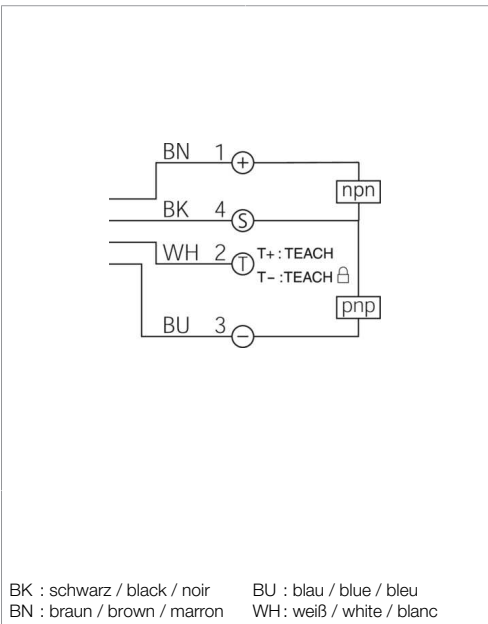 BN 1 +
npn
BK 4 S
WH 2 T T+ : TEACH
T– :TEACH
pnp
BU 3 –
BK : schwarz / black / noir BU : blau / blue / bleu
BN : braun / brown / marron WH : weiß / white / blanc